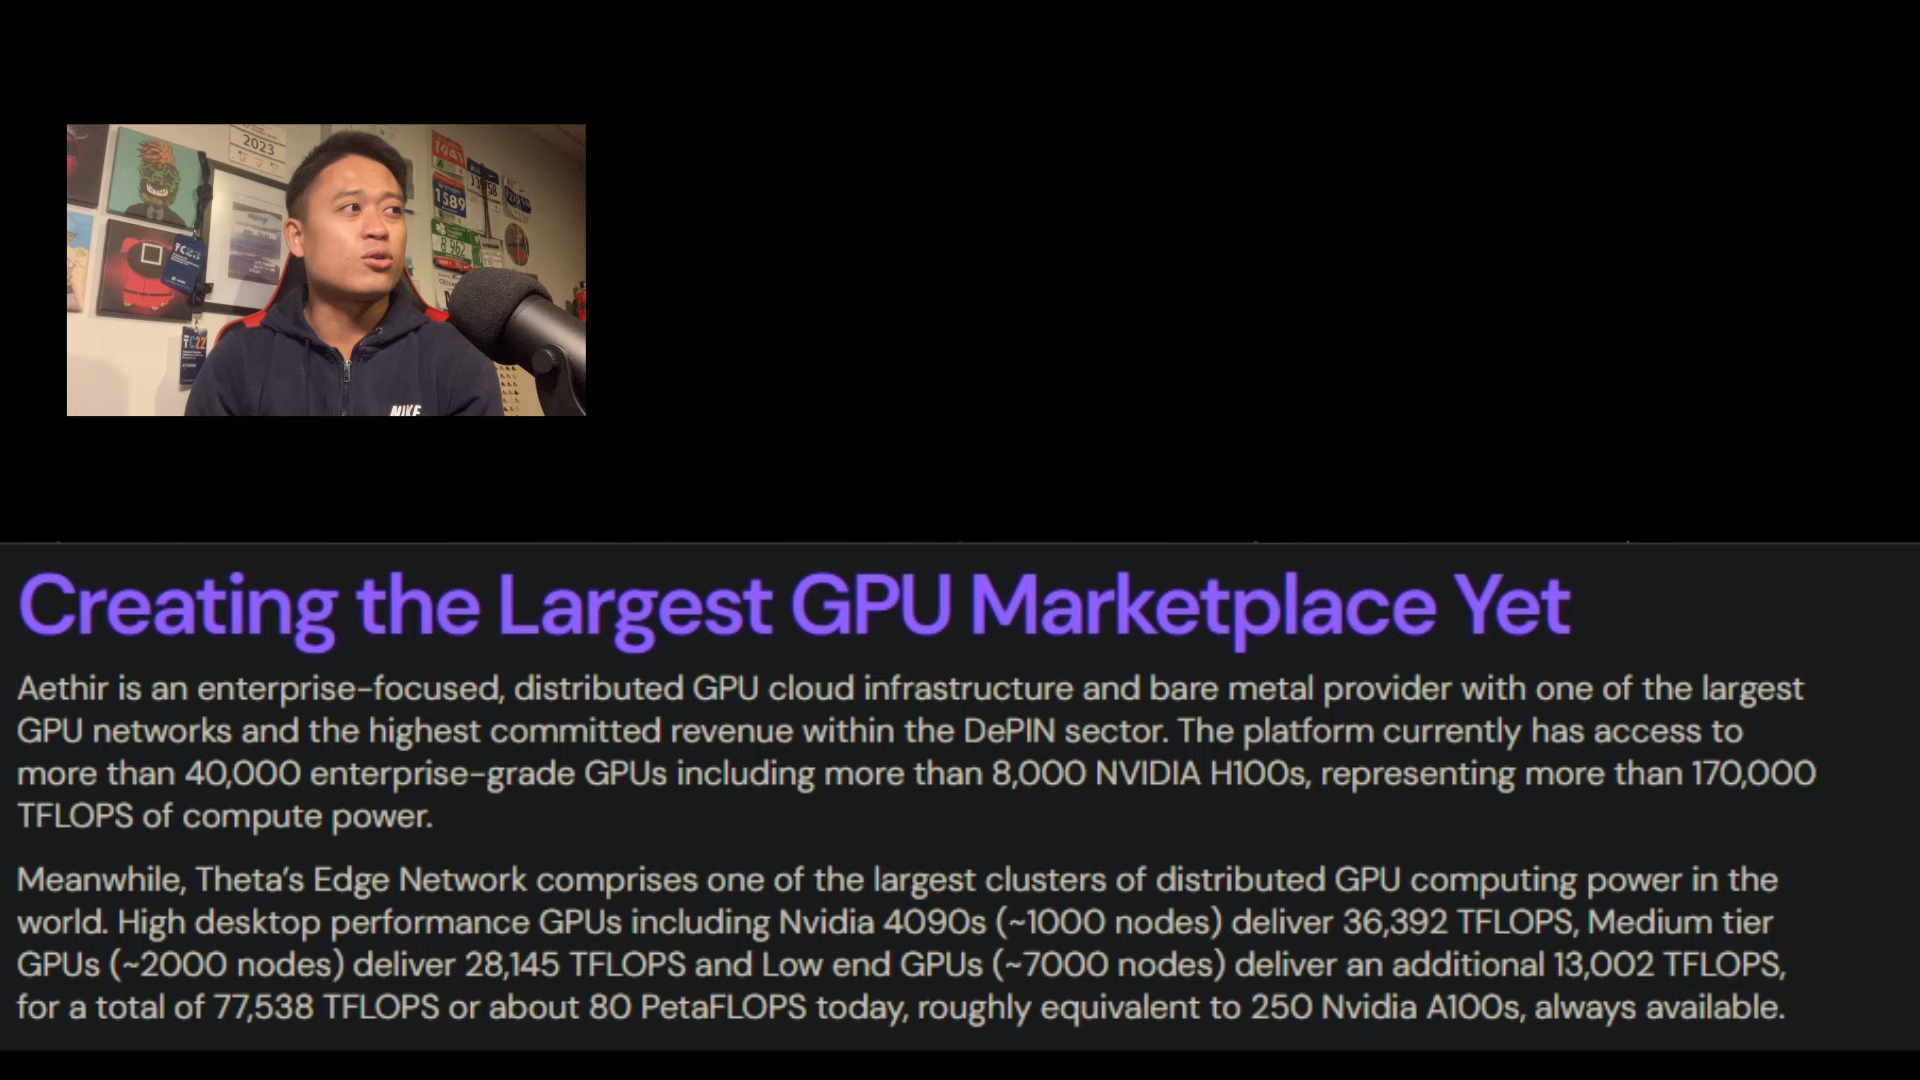 2023
1941
1589
8962
TC23
TC22
NIKE
Creating the Largest GPU Marketplace Yet
Aethir is an enterprise-focused, distributed GPU cloud infrastructure and bare metal provider with one of the largest
GPU networks and the highest committed revenue within the DePIN sector. The platform currently has access to
more than 40,000 enterprise-grade GPUs including more than 8,000 NVIDIA H100s, representing more than 170,000
TFLOPS of compute power.
Meanwhile, Theta's Edge Network comprises one of the largest clusters of distributed GPU computing power in the
world. High desktop performance GPUs including Nvidia 4090s (~1000 nodes) deliver 36,392 TFLOPS, Medium tier
GPUs (~2000 nodes) deliver 28,145 TFLOPS and Low end GPUs (~7000 nodes) deliver an additional 13,002 TFLOPS,
for a total of 77,538 TFLOPS or about 80 PetaFLOPS today, roughly equivalent to 250 Nvidia A100s, always available.